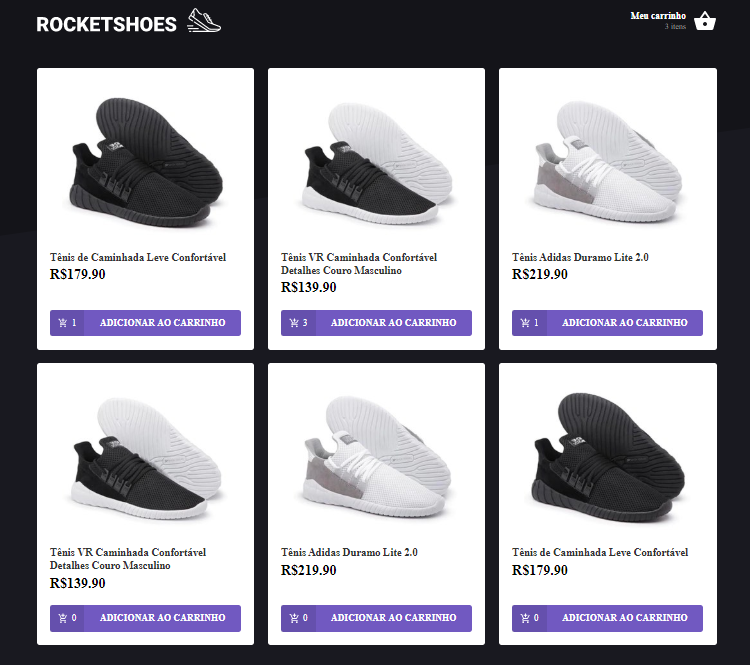 ROCKETSHOES
Meu carrinho
3 itens
Tênis de Caminhada Leve Confortável
R$179.90
1 ADICIONAR AO CARRINHO
Tênis VR Caminhada Confortável
Detalhes Couro Masculino
R$139.90
3 ADICIONAR AO CARRINHO
Tênis Adidas Duramo Lite 2.0
R$219.90
1 ADICIONAR AO CARRINHO
Tênis VR Caminhada Confortável
Detalhes Couro Masculino
R$139.90
0 ADICIONAR AO CARRINHO
Tênis Adidas Duramo Lite 2.0
R$219.90
0 ADICIONAR AO CARRINHO
Tênis de Caminhada Leve Confortável
R$179.90
0 ADICIONAR AO CARRINHO